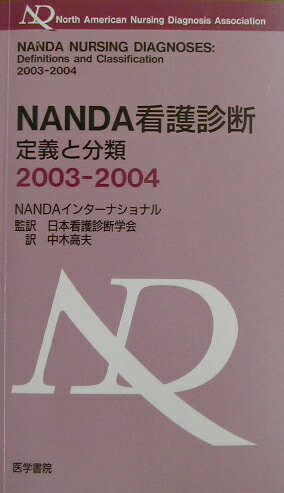 ND North American Nursing Diagnosis Association
NANDA NURSING DIAGNOSES:
Definitions and Classification
2003-2004
NANDA看護診断
定義と分類
2003-2004
NANDAインターナショナル
監訳 日本看護診断学会
訳 中木高夫
ND
医学書院